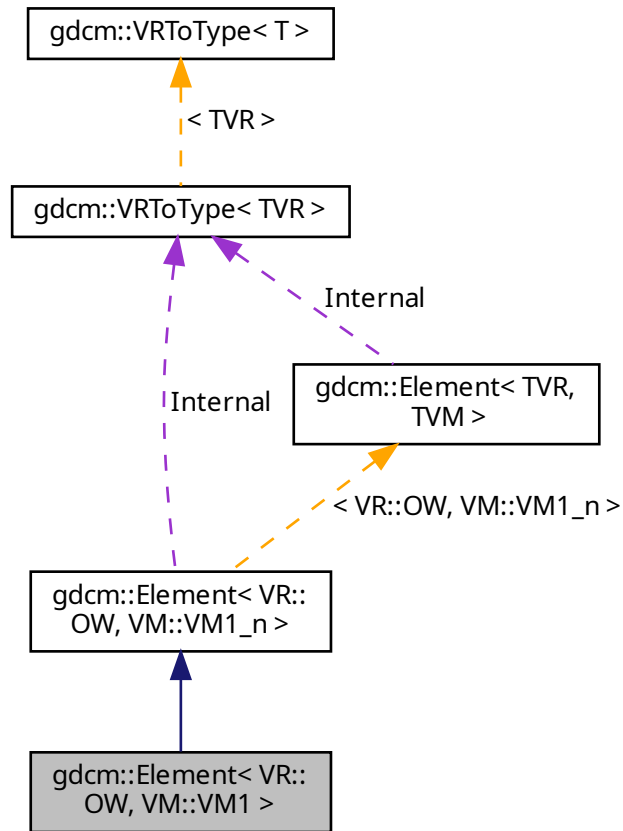 gdcm::VRToType< T >
< TVR >
gdcm::VRToType< TVR >
Internal
gdcm::Element< TVR,
TVM >
Internal
< VR::OW, VM::VM1_n >
gdcm::Element< VR::
OW, VM::VM1_n >
gdcm::Element< VR::
OW, VM::VM1 >